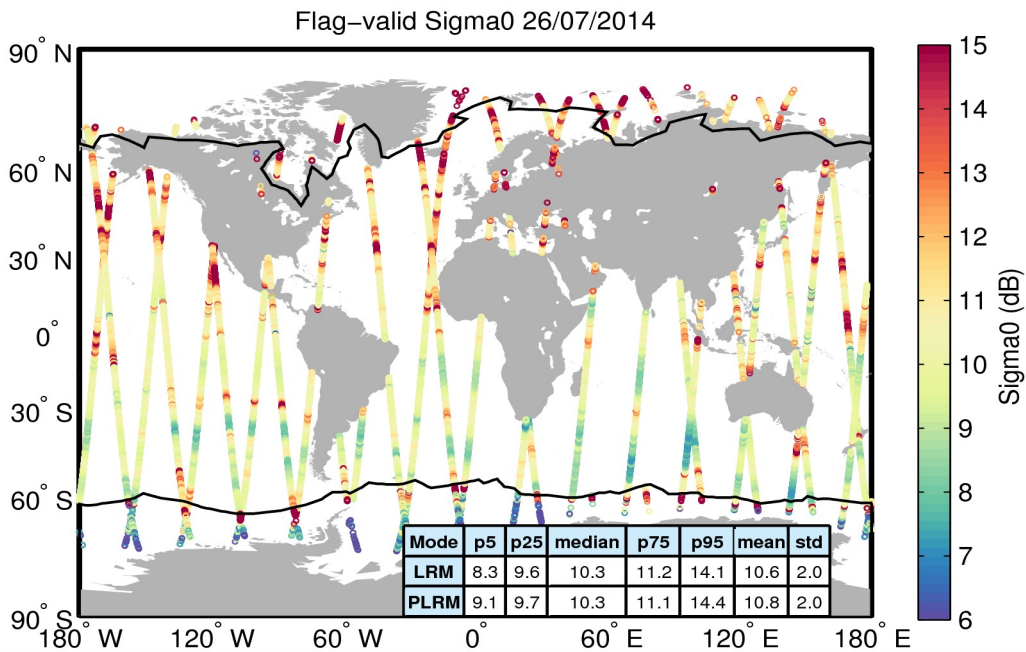 Flag-valid Sigma0 26/07/2014
90° N
60° N
30° N
0°
30° S
60° S
90° S
180° W
120° W
60° W
0°
60° E
120° E
180° E
Mode p5 p25 median p75 p95 mean std
LRM 8.3 9.6 10.3 11.2 14.1 10.6 2.0
PLRM 9.1 9.7 10.3 11.1 14.4 10.8 2.0
15
14
13
12
11
10
9
8
7
6
Sigma0 (dB)